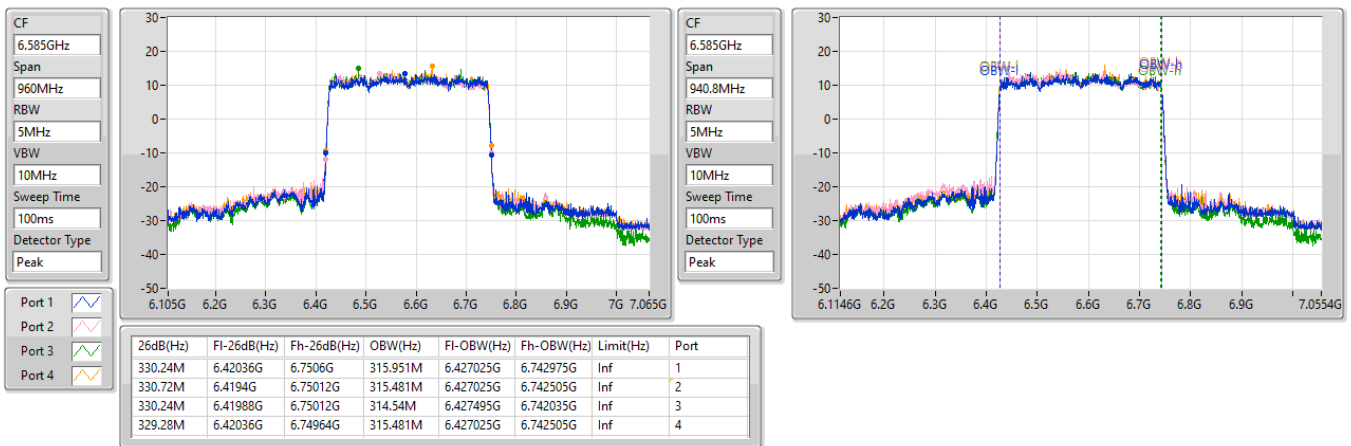 CF
6.585GHz
Span
960MHz
RBW
5MHz
VBW
10MHz
Sweep Time
100ms
Detector Type
Peak
30
20
10
0
-10
-20
-30
-40
-50
6.105G 6.2G 6.3G 6.4G 6.5G 6.6G 6.7G 6.8G 6.9G 7G 7.065G
CF
6.585GHz
Span
940.8MHz
RBW
5MHz
VBW
10MHz
Sweep Time
100ms
Detector Type
Peak
30
20
10
0
-10
-20
-30
-40
-50
OBW-l OBW-h
6.1146G 6.2G 6.3G 6.4G 6.5G 6.6G 6.7G 6.8G 6.9G 7.0554G
Port 1
Port 2
Port 3
Port 4
26dB(Hz) Fl-26dB(Hz) Fh-26dB(Hz) OBW(Hz) Fl-OBW(Hz) Fh-OBW(Hz) Limit(Hz) Port
330.24M 6.42036G 6.7506G 315.951M 6.427025G 6.742975G Inf 1
330.72M 6.4194G 6.75012G 315.481M 6.427025G 6.742505G Inf 2
330.24M 6.41988G 6.75012G 314.54M 6.427495G 6.742035G Inf 3
329.28M 6.42036G 6.74964G 315.481M 6.427025G 6.742505G Inf 4